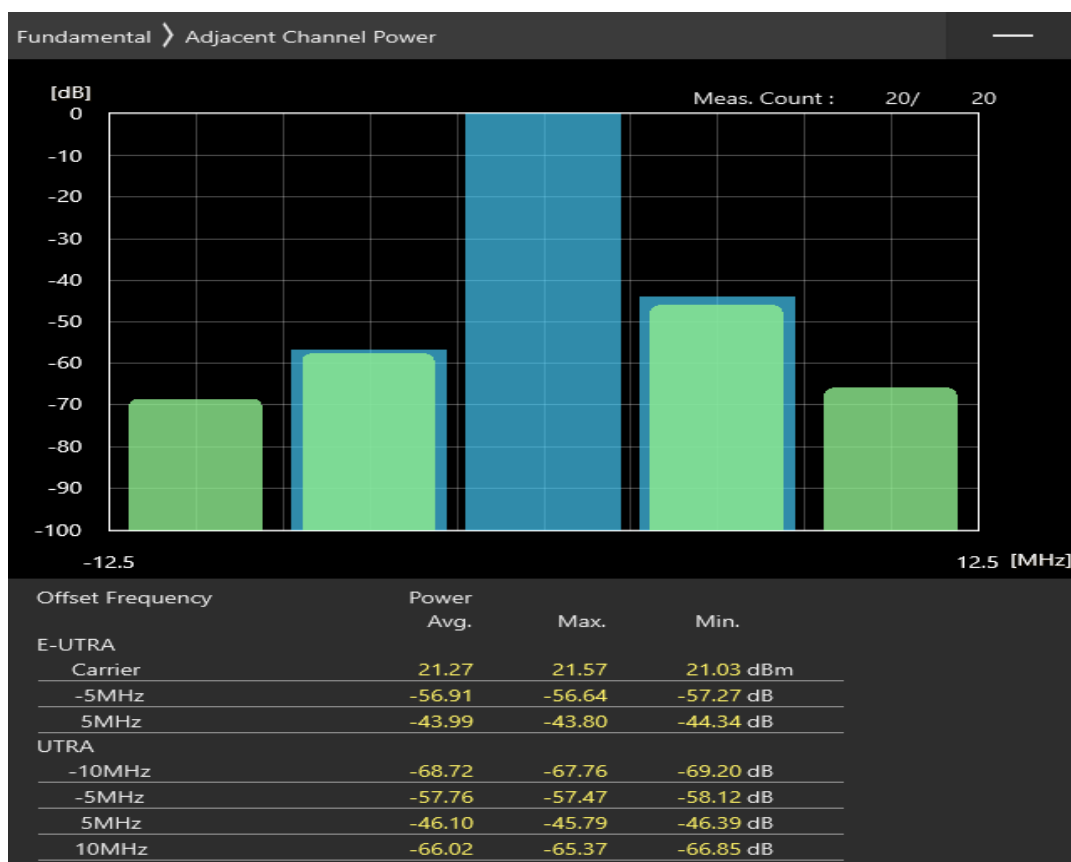 Fundamental 〉 Adjacent Channel Power
[dB]
Meas. Count : 20/ 20
0
-10
-20
-30
-40
-50
-60
-70
-80
-90
-100
-12.5 12.5 [MHz]
Offset Frequency Power
Avg. Max. Min.
E-UTRA
Carrier 21.27 21.57 21.03 dBm
-5MHz -56.91 -56.64 -57.27 dB
5MHz -43.99 -43.80 -44.34 dB
UTRA
-10MHz -68.72 -67.76 -69.20 dB
-5MHz -57.76 -57.47 -58.12 dB
5MHz -46.10 -45.79 -46.39 dB
10MHz -66.02 -65.37 -66.85 dB